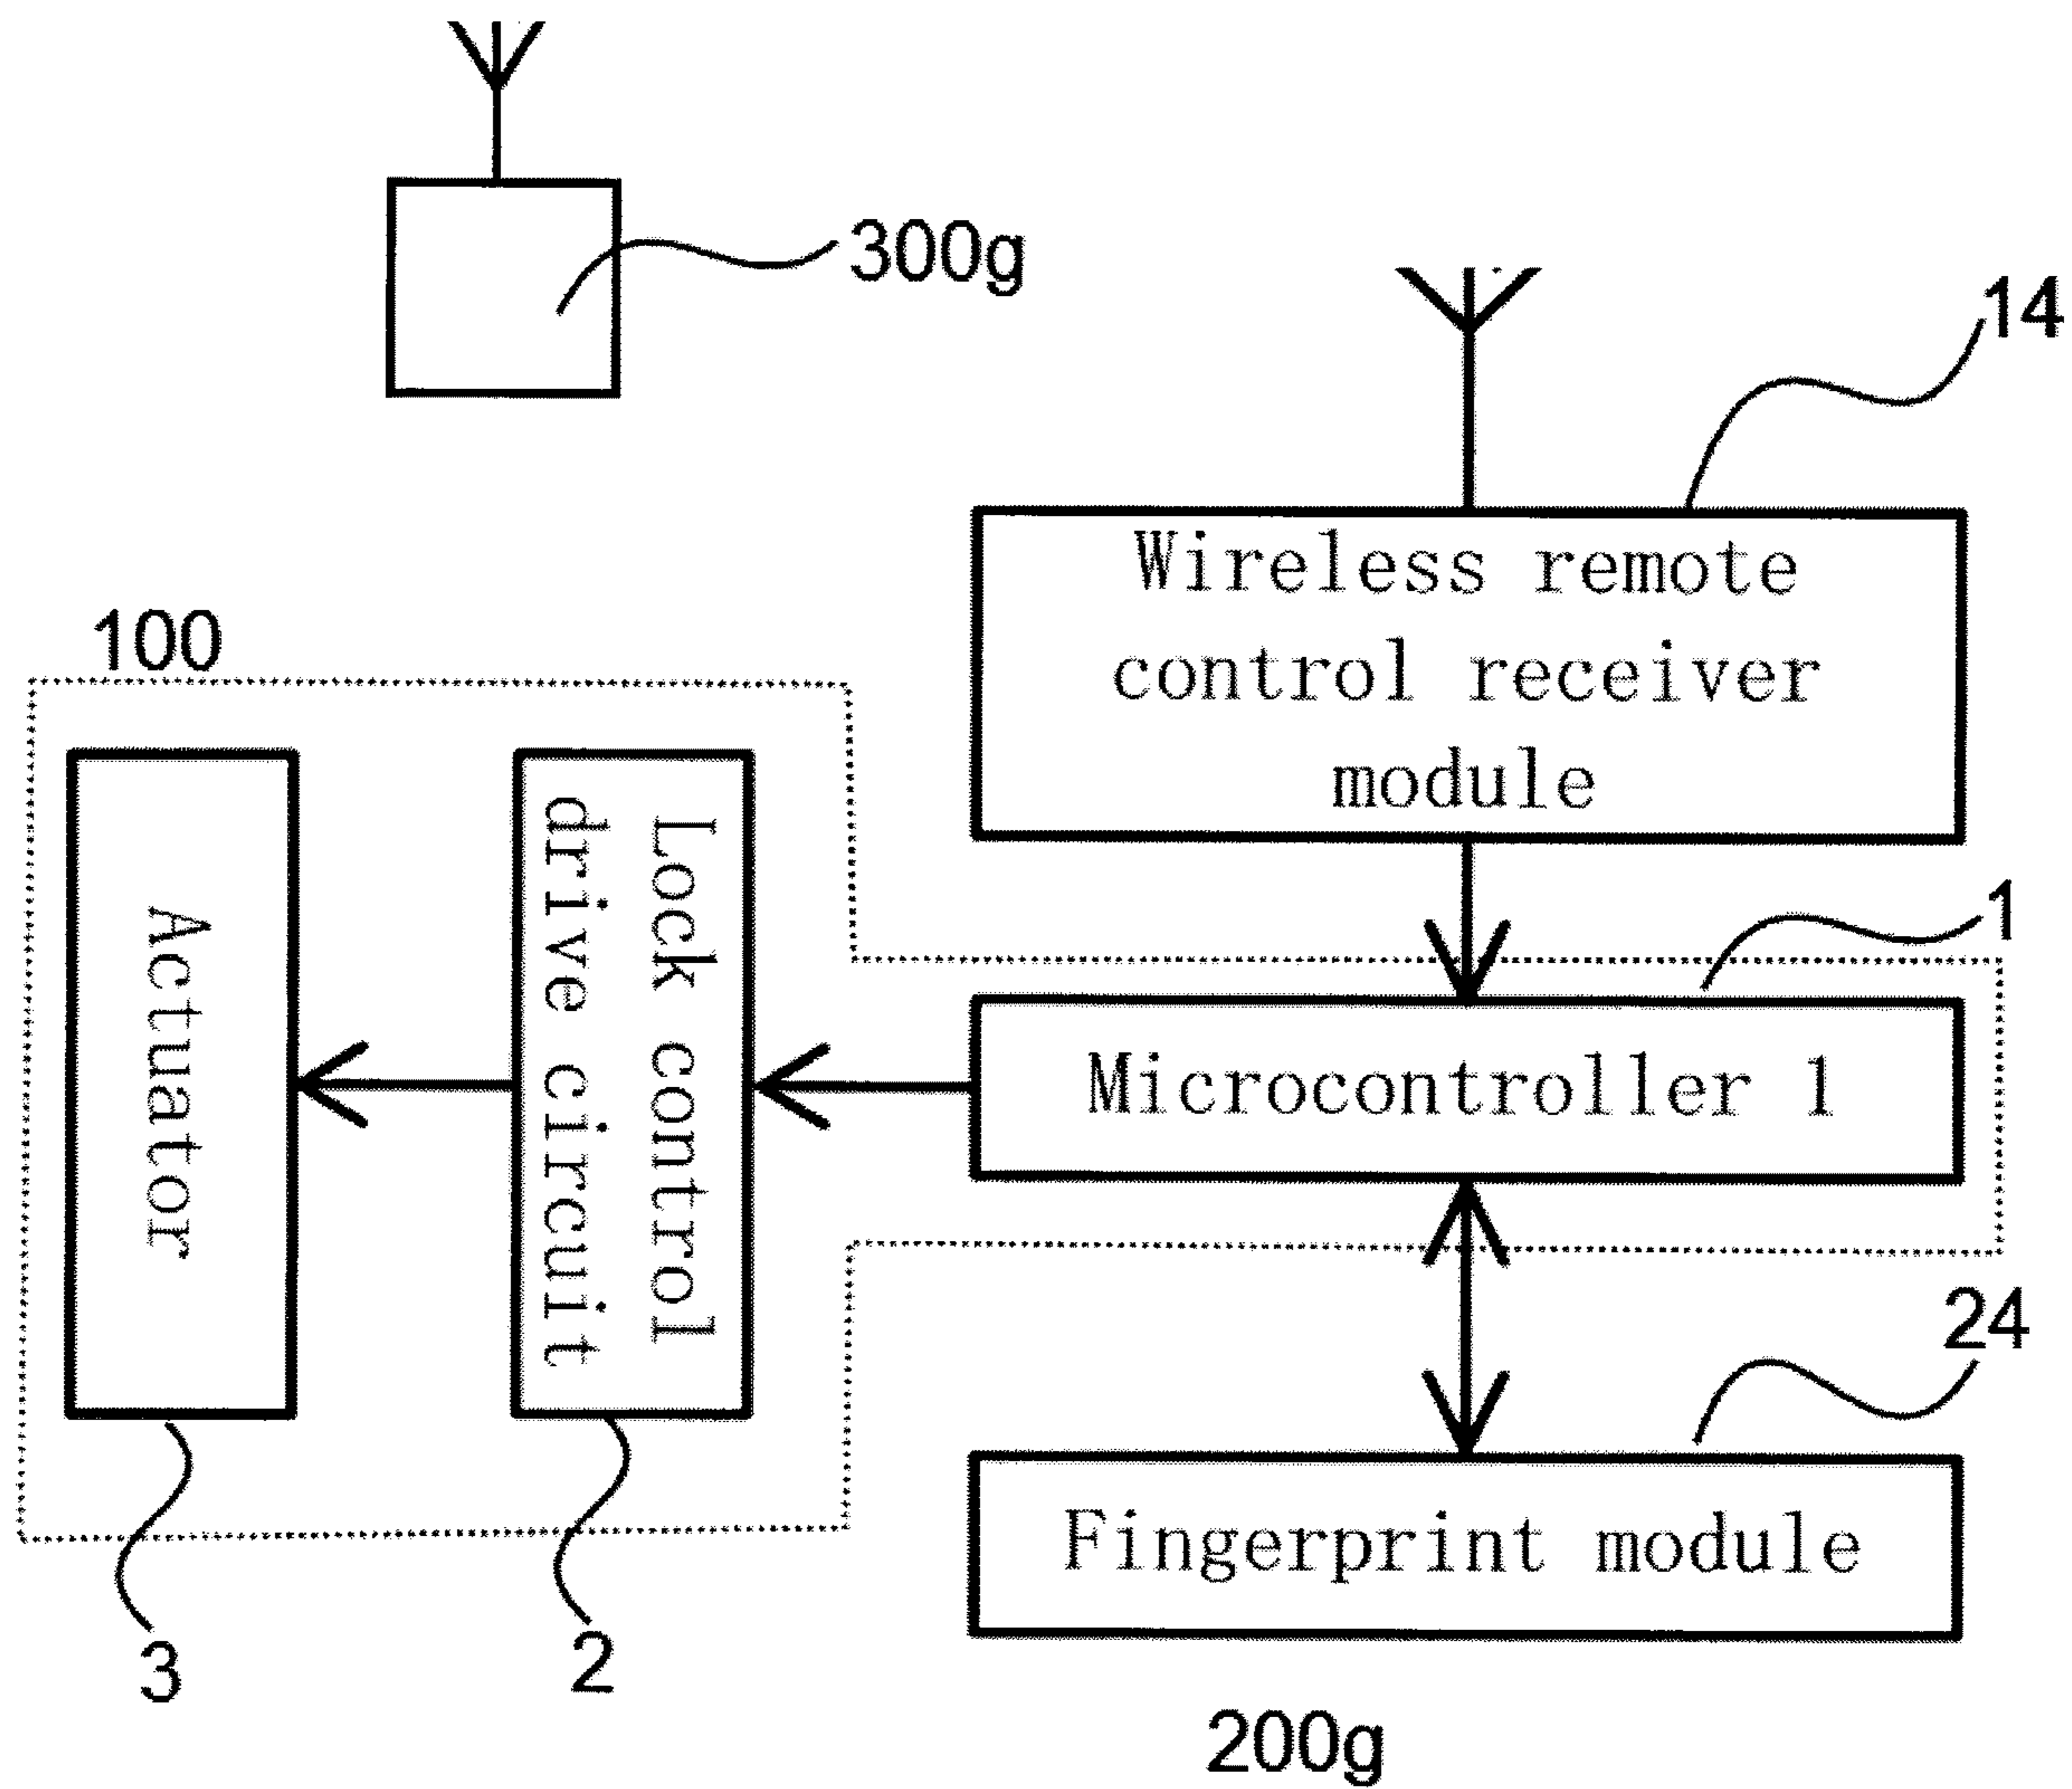 300g
14
Wireless remote
control receiver
module
100
1
Actuator
Lock control
drive circuit
Microcontroller 1
24
Fingerprint module
3
2
200g